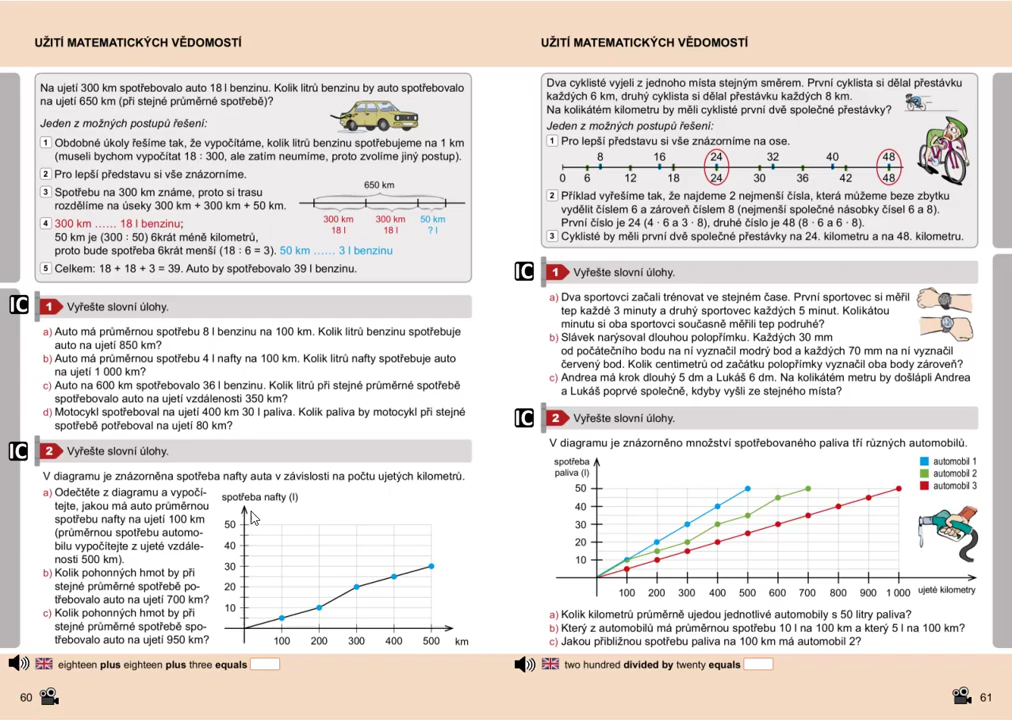 UŽITÍ MATEMATICKÝCH VĚDOMOSTÍ
Na ujetí 300 km spotřebovalo auto 18 l benzinu. Kolik litrů benzinu by auto spotřebovalo
na ujetí 650 km (při stejné průměrné spotřebě)?
Jeden z možných postupů řešení:
1 Obdobné úkoly řešíme tak, že vypočítáme, kolik litrů benzinu spotřebujeme na 1 km
(museli bychom vypočítat 18 : 300, ale zatím neumíme, proto zvolíme jiný postup).
2 Pro lepší představu si vše znázorníme.
3 Spotřebu na 300 km známe, proto si trasu
rozdělíme na úseky 300 km + 300 km + 50 km.
4 300 km ...... 18 l benzinu;
50 km je (300 : 50) 6krát méně kilometrů,
proto bude spotřeba 6krát menší (18 : 6 = 3). 50 km ...... 3 l benzinu
5 Celkem: 18 + 18 + 3 = 39. Auto by spotřebovalo 39 l benzinu.
650 km
300 km 300 km 50 km
18 l 18 l ? l
IC 1 Vyřešte slovní úlohy.
a) Auto má průměrnou spotřebu 8 l benzinu na 100 km. Kolik litrů benzinu spotřebuje
auto na ujetí 850 km?
b) Auto má průměrnou spotřebu 4 l nafty na 100 km. Kolik litrů nafty spotřebuje auto
na ujetí 1 000 km?
c) Auto na 600 km spotřebovalo 36 l benzinu. Kolik litrů při stejné průměrné spotřebě
spotřebovalo auto na ujetí vzdálenosti 350 km?
d) Motocykl spotřeboval na ujetí 400 km 30 l paliva. Kolik paliva by motocykl při stejné
spotřebě potřeboval na ujetí 80 km?
IC 2 Vyřešte slovní úlohy.
V diagramu je znázorněna spotřeba nafty auta v závislosti na počtu ujetých kilometrů.
a) Odečtěte z diagramu a vypočí-
tejte, jakou má auto průměrnou
spotřebu nafty na ujetí 100 km
(průměrnou spotřebu automo-
bilu vypočítejte z ujeté vzdále-
nosti 500 km).
b) Kolik pohonných hmot by při
stejné průměrné spotřebě po-
třebovalo auto na ujetí 700 km?
c) Kolik pohonných hmot by při
stejné průměrné spotřebě spo-
třebovalo auto na ujetí 950 km?
spotřeba nafty (l)
50
40
30
20
10
100 200 300 400 500 km
eighteen plus eighteen plus three equals
60
UŽITÍ MATEMATICKÝCH VĚDOMOSTÍ
Dva cyklisté vyjeli z jednoho místa stejným směrem. První cyklista si dělal přestávku
každých 6 km, druhý cyklista si dělal přestávku každých 8 km.
Na kolikátém kilometru by měli cyklisté první dvě společné přestávky?
Jeden z možných postupů řešení:
1 Pro lepší představu si vše znázorníme na ose.
8 16 24 32 40 48
0 6 12 18 24 30 36 42 48
2 Příklad vyřešíme tak, že najdeme 2 nejmenší čísla, která můžeme beze zbytku
vydělit číslem 6 a zároveň číslem 8 (nejmenší společné násobky čísel 6 a 8).
První číslo je 24 (4 · 6 a 3 · 8), druhé číslo je 48 (8 · 6 a 6 · 8).
3 Cyklisté by měli první dvě společné přestávky na 24. kilometru a na 48. kilometru.
IC 1 Vyřešte slovní úlohy.
a) Dva sportovci začali trénovat ve stejném čase. První sportovec si měřil
tep každé 3 minuty a druhý sportovec každých 5 minut. Kolikátou
minutu si oba sportovci současně měřili tep podruhé?
b) Slávek narýsoval dlouhou polopřímku. Každých 30 mm
od počátečního bodu na ní vyznačil modrý bod a každých 70 mm na ní vyznačil
červený bod. Kolik centimetrů od začátku polopřímky vyznačil oba body zároveň?
c) Andrea má krok dlouhý 5 dm a Lukáš 6 dm. Na kolikátém metru by došlápli Andrea
a Lukáš poprvé společně, kdyby vyšli ze stejného místa?
IC 2 Vyřešte slovní úlohy.
V diagramu je znázorněno množství spotřebovaného paliva tří různých automobilů.
spotřeba
paliva (l)
50
40
30
20
10
100 200 300 400 500 600 700 800 900 1 000 ujeté kilometry
automobil 1
automobil 2
automobil 3
a) Kolik kilometrů průměrně ujedou jednotlivé automobily s 50 litry paliva?
b) Který z automobilů má průměrnou spotřebu 10 l na 100 km a který 5 l na 100 km?
c) Jakou přibližnou spotřebu paliva na 100 km má automobil 2?
two hundred divided by twenty equals
61